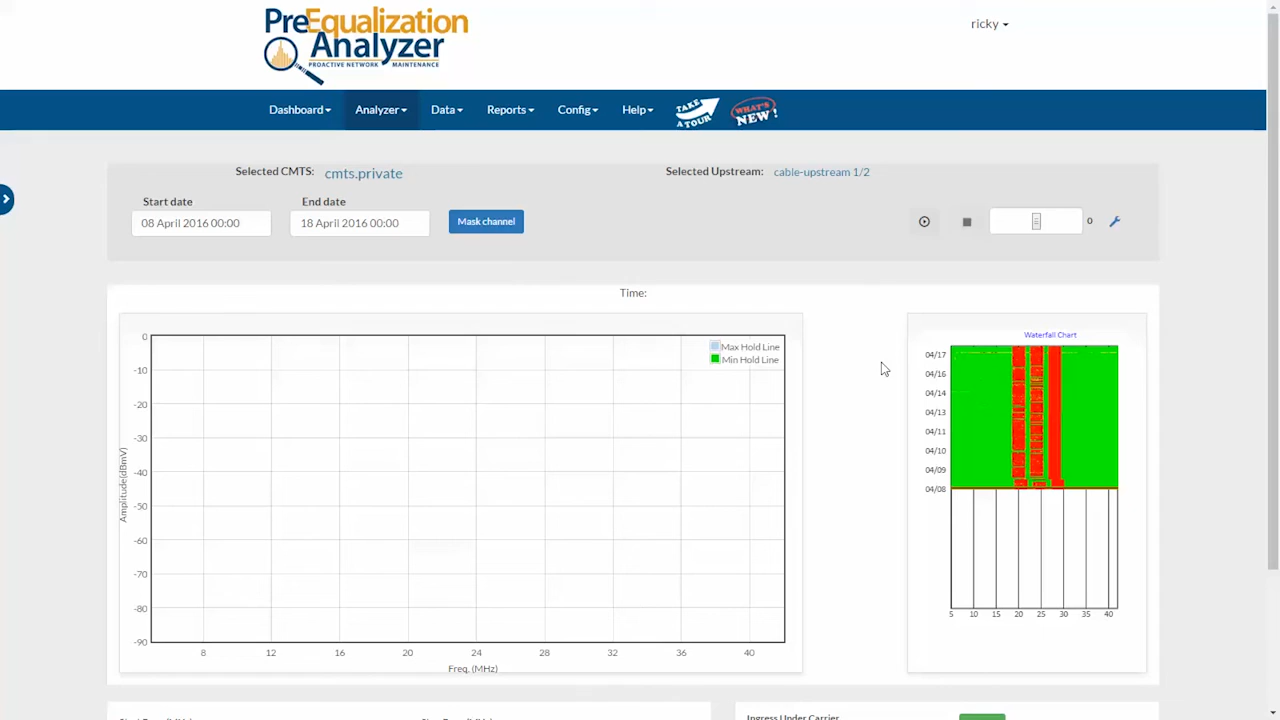 PreEqualization
Analyzer
PROACTIVE NETWORK MAINTENANCE
ricky
Dashboard
Analyzer
Data
Reports
Config
Help
TAKE A TOUR
WHAT'S NEW!
Selected CMTS: cmts.private
Selected Upstream: cable-upstream 1/2
Start date
End date
08 April 2016 00:00
18 April 2016 00:00
Mask channel
0
Time:
0
-10
-20
-30
-40
-50
-60
-70
-80
-90
Amplitude(dBmV)
Max Hold Line
Min Hold Line
8 12 16 20 24 28 32 36 40
Freq. (MHz)
Waterfall Chart
04/17
04/16
04/14
04/13
04/11
04/10
04/09
04/08
5 10 15 20 25 30 35 40
Ingress Under Carrier